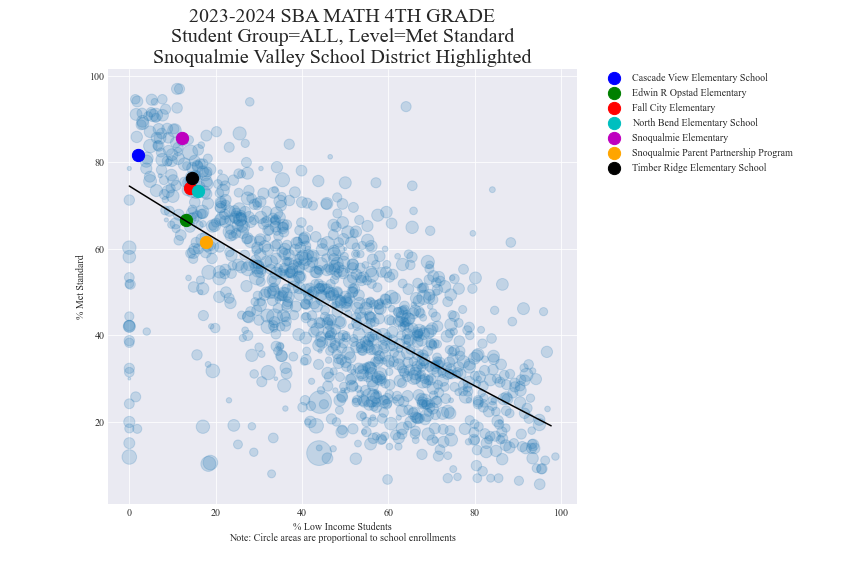 2023-2024 SBA MATH 4TH GRADE
Student Group=ALL, Level=Met Standard
Snoqualmie Valley School District Highlighted
Cascade View Elementary School
Edwin R Opstad Elementary
Fall City Elementary
North Bend Elementary School
Snoqualmie Elementary
Snoqualmie Parent Partnership Program
Timber Ridge Elementary School
% Met Standard
100
80
60
40
20
0 20 40 60 80 100
% Low Income Students
Note: Circle areas are proportional to school enrollments